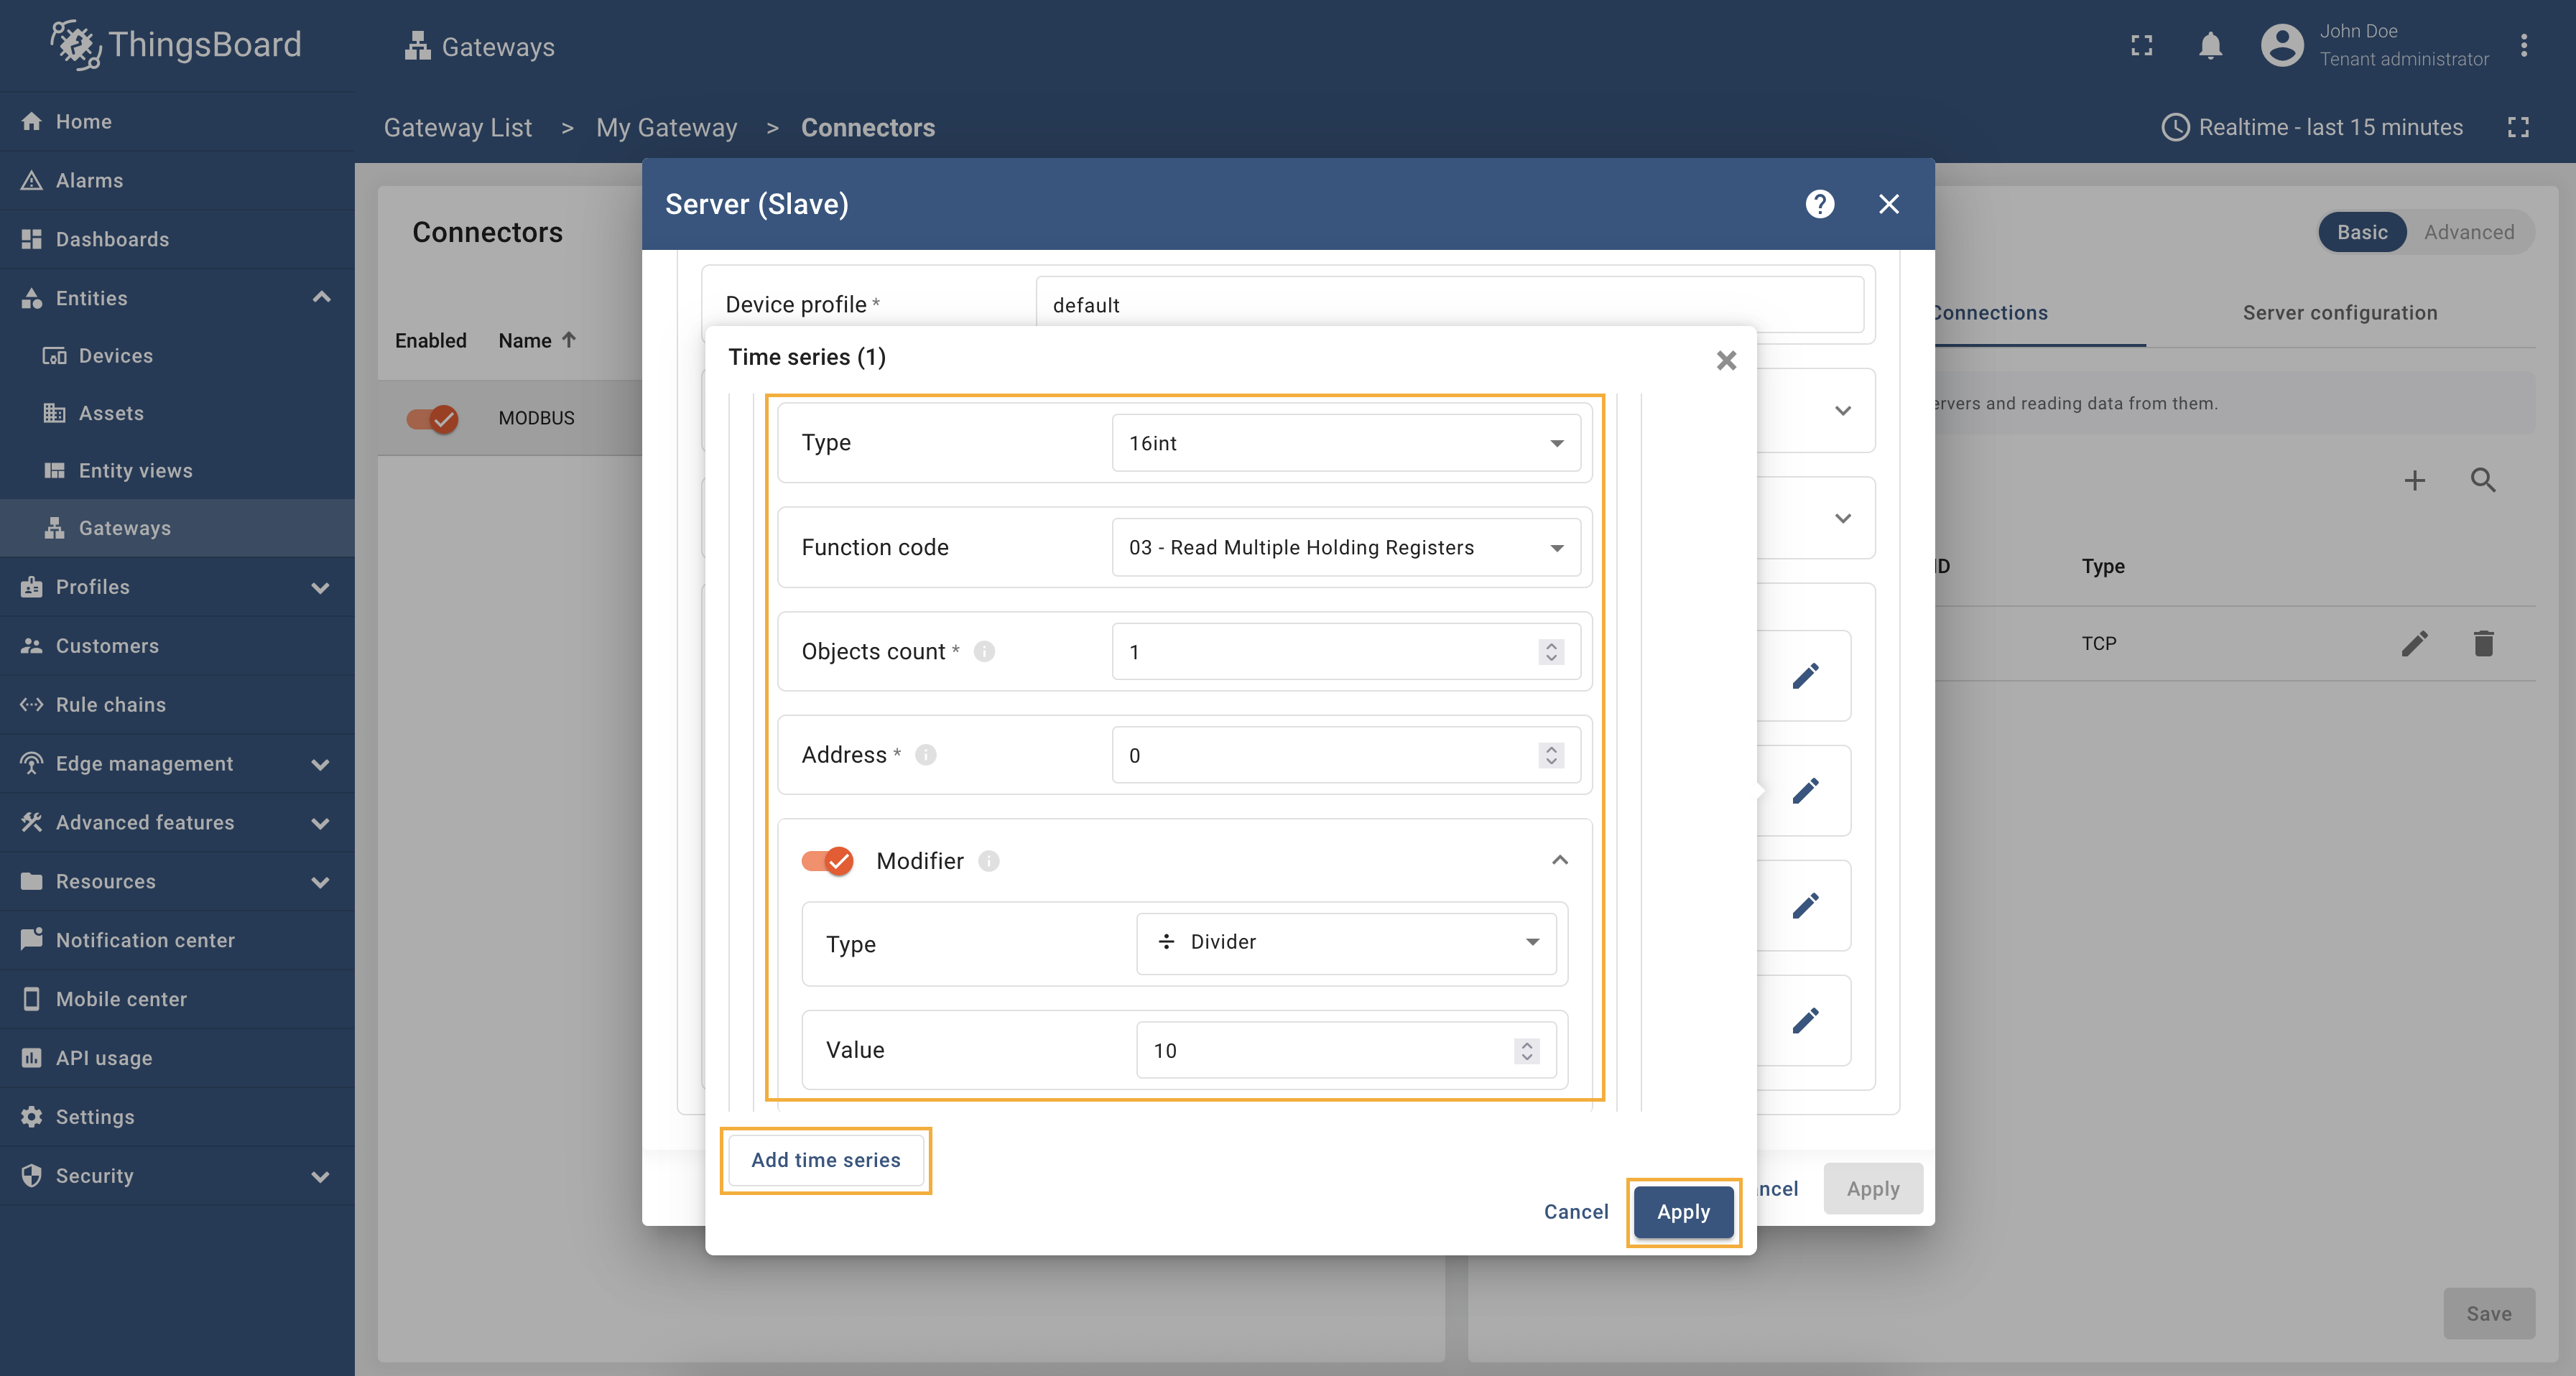 ThingsBoard
Gateways
John Doe
Tenant administrator
Home
Alarms
Dashboards
Entities
Devices
Assets
Entity views
Gateways
Profiles
Customers
Rule chains
Edge management
Advanced features
Resources
Notification center
Mobile center
API usage
Settings
Security
Gateway List > My Gateway > Connectors
Realtime - last 15 minutes
Connectors
Enabled Name
MODBUS
Basic Advanced
Connections Server configuration
servers and reading data from them.
ID Type
TCP
Save
Server (Slave)
Device profile * default
Time series (1)
Type 16int
Function code 03 - Read Multiple Holding Registers
Objects count * 1
Address * 0
Modifier
Type ÷ Divider
Value 10
Add time series
Cancel Apply
ncel Apply